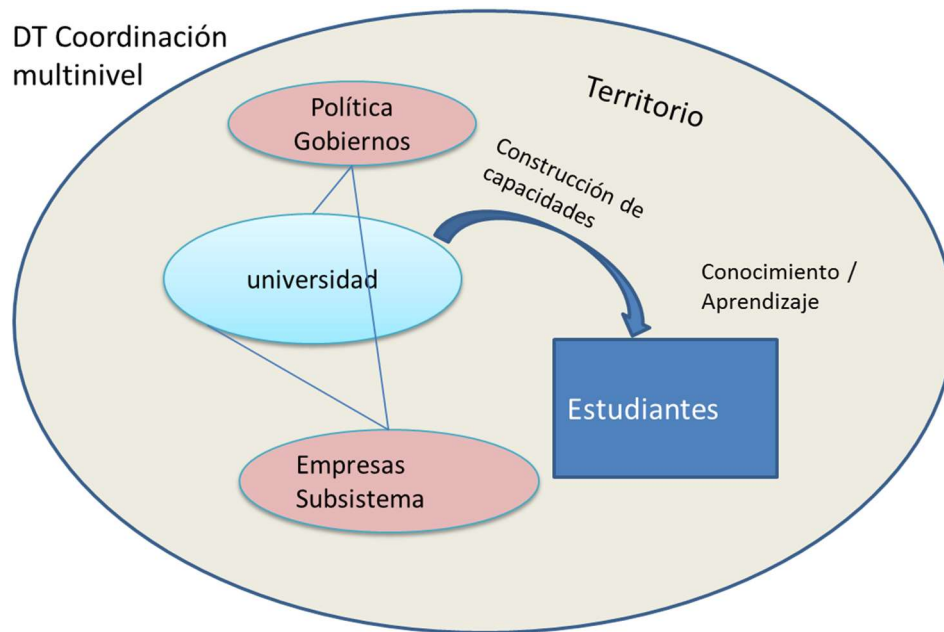 DT Coordinación
multinivel
Política
Gobiernos
Territorio
Construcción de
capacidades
universidad
Conocimiento /
Aprendizaje
Estudiantes
Empresas
Subsistema